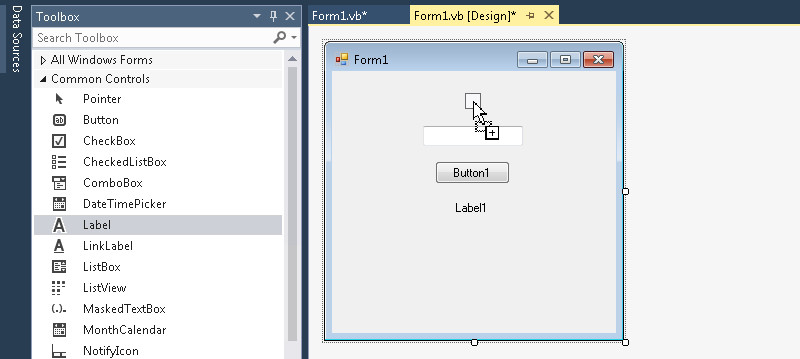 Data Sources
Toolbox
Search Toolbox
All Windows Forms
Common Controls
Pointer
Button
CheckBox
CheckedListBox
ComboBox
DateTimePicker
Label
LinkLabel
ListBox
ListView
MaskedTextBox
MonthCalendar
NotifyIcon
Form1.vb*
Form1.vb [Design]*
Form1
Button1
Label1